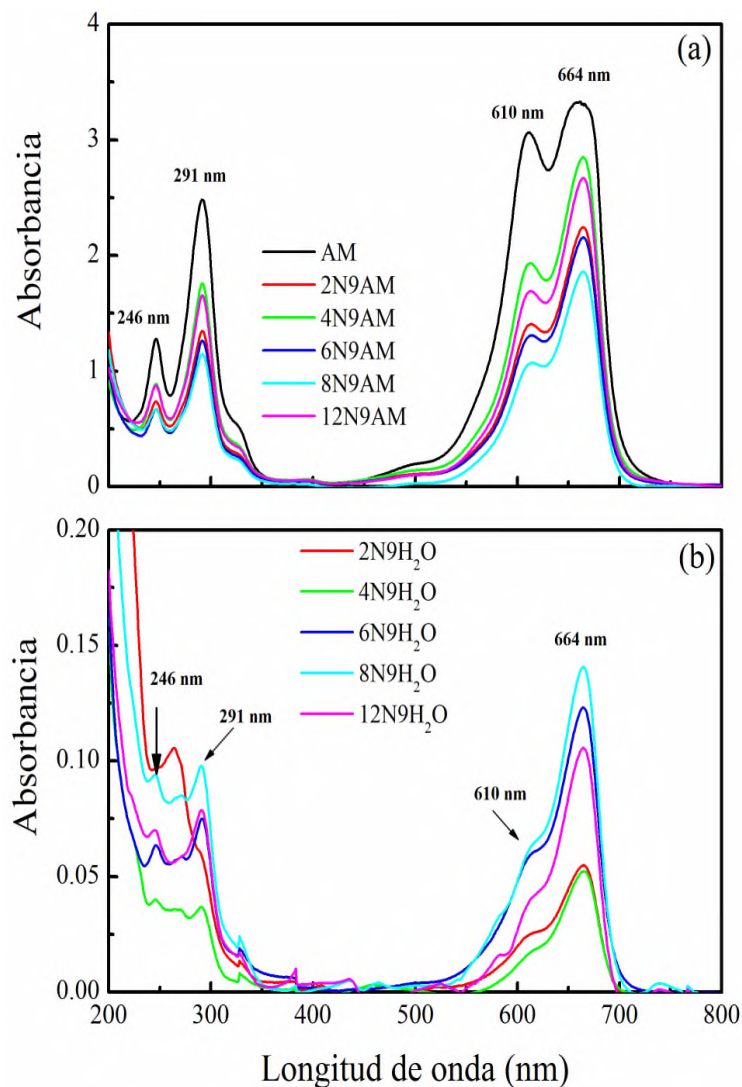 (a)
4
3
2
1
0
Absorbancia
664 nm
610 nm
291 nm
246 nm
AM
2N9AM
4N9AM
6N9AM
8N9AM
12N9AM
(b)
0.20
0.15
0.10
0.05
0.00
Absorbancia
2N9H₂O
4N9H₂O
6N9H₂O
8N9H₂O
12N9H₂O
664 nm
246 nm
291 nm
610 nm
200 300 400 500 600 700 800
Longitud de onda (nm)